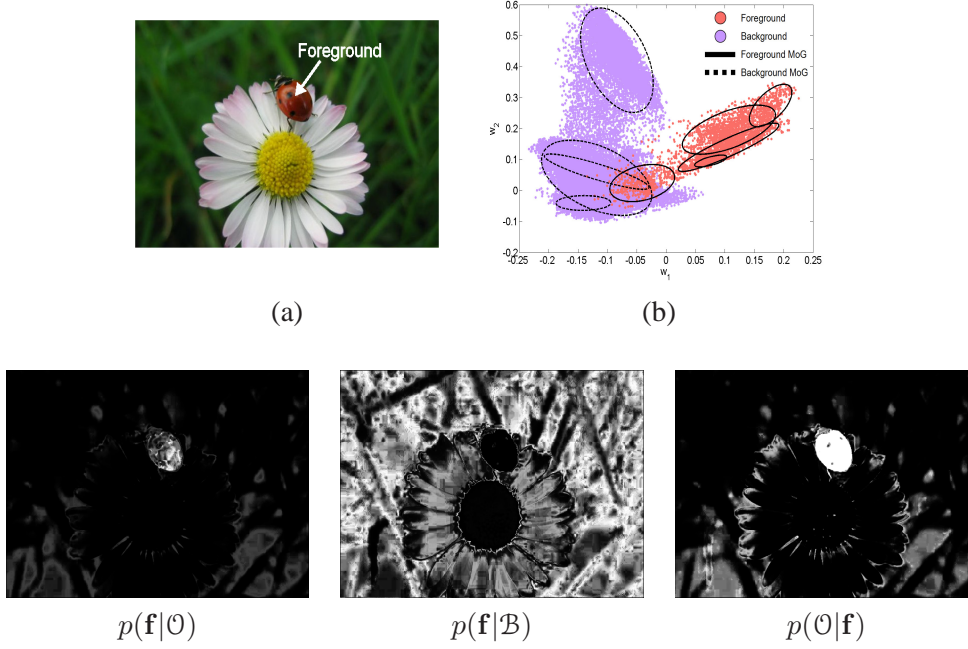 Foreground
(a)
0.6
0.5
0.4
0.3
0.2
0.1
0
-0.1
-0.2
w₂
-0.25
-0.2
-0.15
-0.1
-0.05
0
0.05
0.1
0.15
0.2
0.25
w₁
Foreground
Background
Foreground MoG
Background MoG
(b)
p(f|O)
p(f|B)
p(O|f)